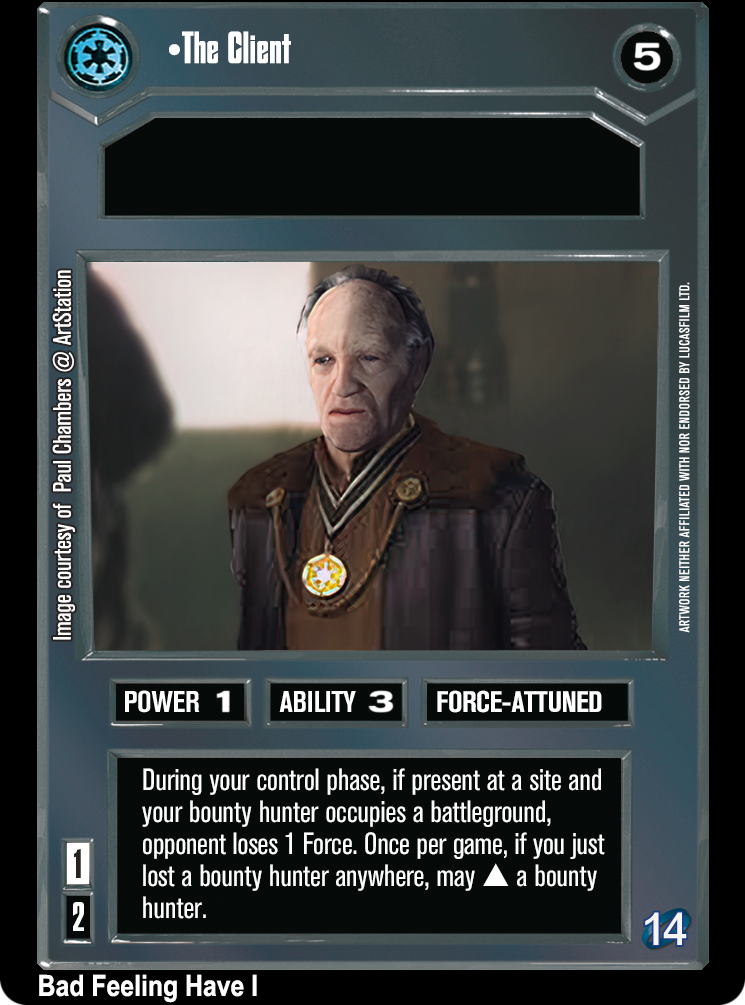 •The Client
5
Image courtesy of Paul Chambers @ ArtStation
ARTWORK NEITHER AFFILIATED WITH NOR ENDORSED BY LUCASFILM LTD.
POWER 1
ABILITY 3
FORCE-ATTUNED
During your control phase, if present at a site and
your bounty hunter occupies a battleground,
opponent loses 1 Force. Once per game, if you just
lost a bounty hunter anywhere, may ▲ a bounty
hunter.
1
2
14
Bad Feeling Have I